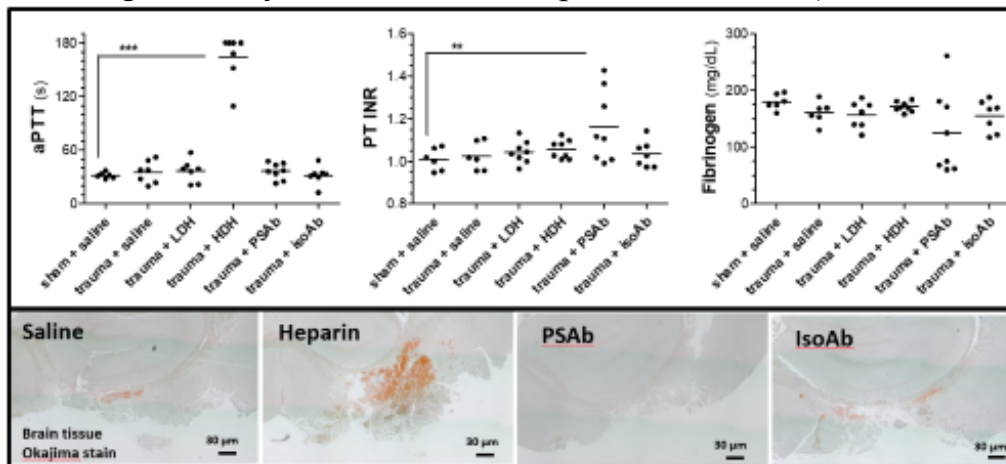 aPTT (s)
180
120
60
0
***
sham + saline
trauma + saline
trauma + LDH
trauma + HDH
trauma + PSAb
trauma + isoAb
PT INR
1.6
1.4
1.2
1.0
0.8
**
sham + saline
trauma + saline
trauma + LDH
trauma + HDH
trauma + PSAb
trauma + isoAb
Fibrinogen (mg/dL)
300
200
100
0
sham + saline
trauma + saline
trauma + LDH
trauma + HDH
trauma + PSAb
trauma + isoAb
Saline
Brain tissue
Okajima stain
30 µm
Heparin
30 µm
PSAb
30 µm
IsoAb
30 µm